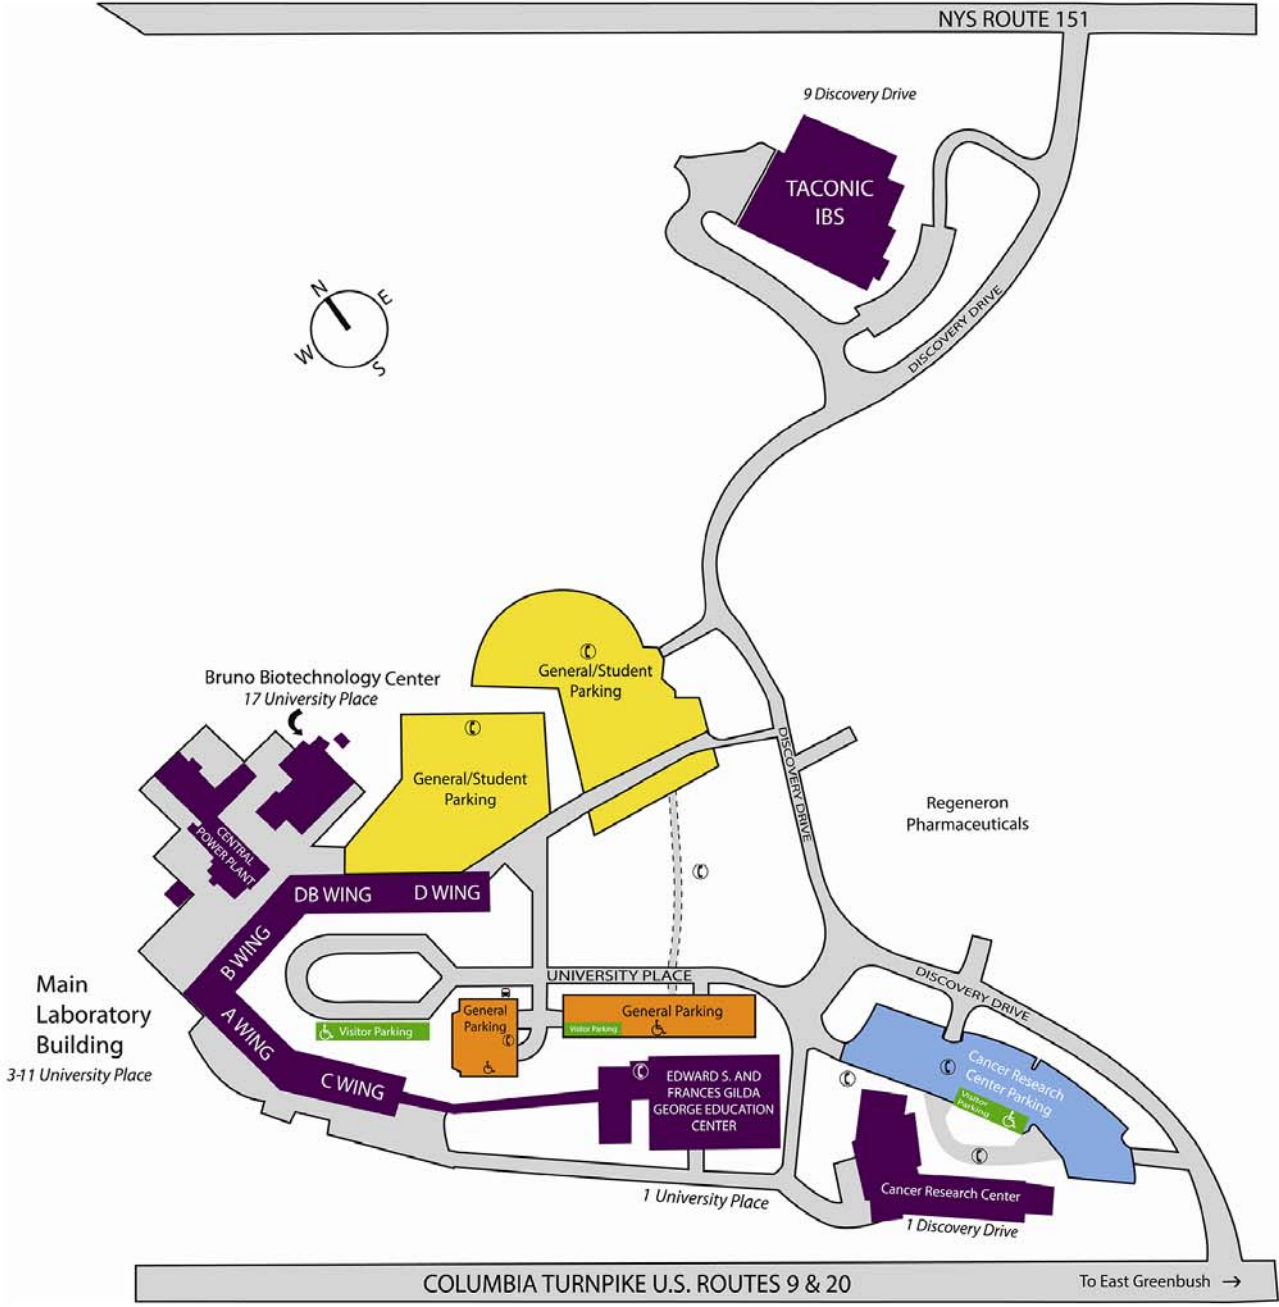 NYS ROUTE 151
9 Discovery Drive
TACONIC
IBS
N
E
W
S
DISCOVERY DRIVE
General/Student
Parking
Bruno Biotechnology Center
17 University Place
General/Student
Parking
DISCOVERY DRIVE
Regeneron
Pharmaceuticals
CENTRAL
POWER PLANT
DB WING
D WING
B WING
UNIVERSITY PLACE
DISCOVERY DRIVE
Main
Laboratory
Building
3-11 University Place
A WING
Visitor Parking
General
Parking
General Parking
Visitor Parking
C WING
EDWARD S. AND
FRANCES GILDA
GEORGE EDUCATION
CENTER
Cancer Research
Center Parking
Visitor
Parking
1 University Place
Cancer Research Center
1 Discovery Drive
COLUMBIA TURNPIKE U.S. ROUTES 9 & 20
To East Greenbush →